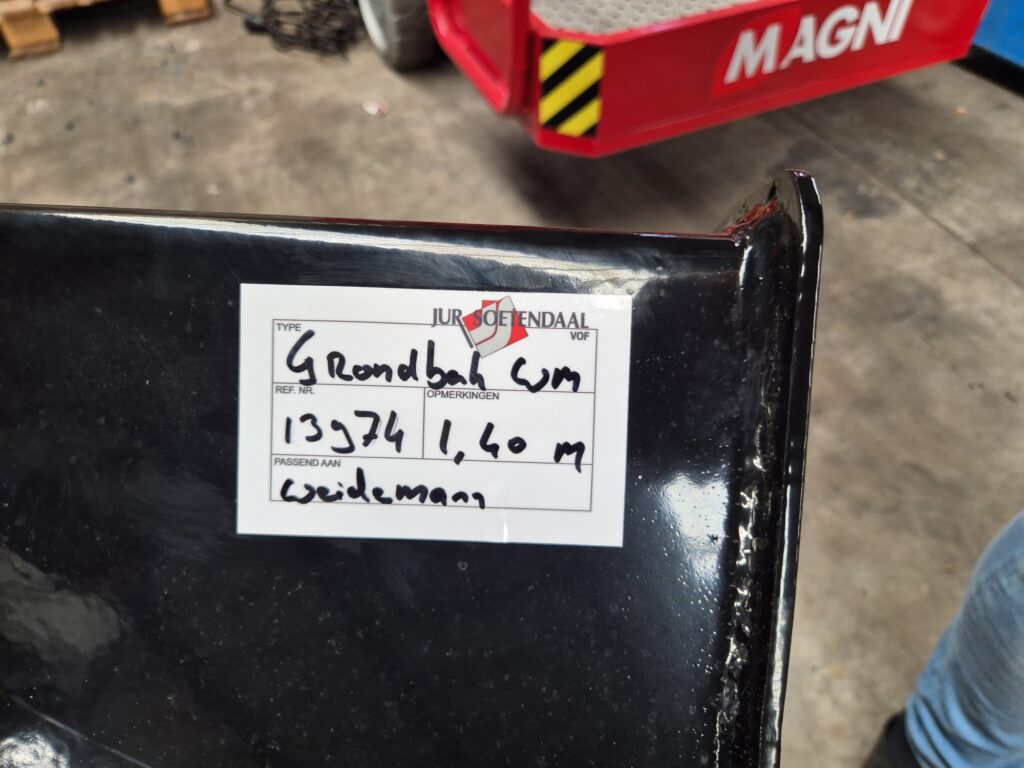 MAGNI
JUR SOETENDAAL
VOF
TYPE
GRondbak WM
REF. NR.
OPMERKINGEN
13974
1,40 m
PASSEND AAN
weidemann